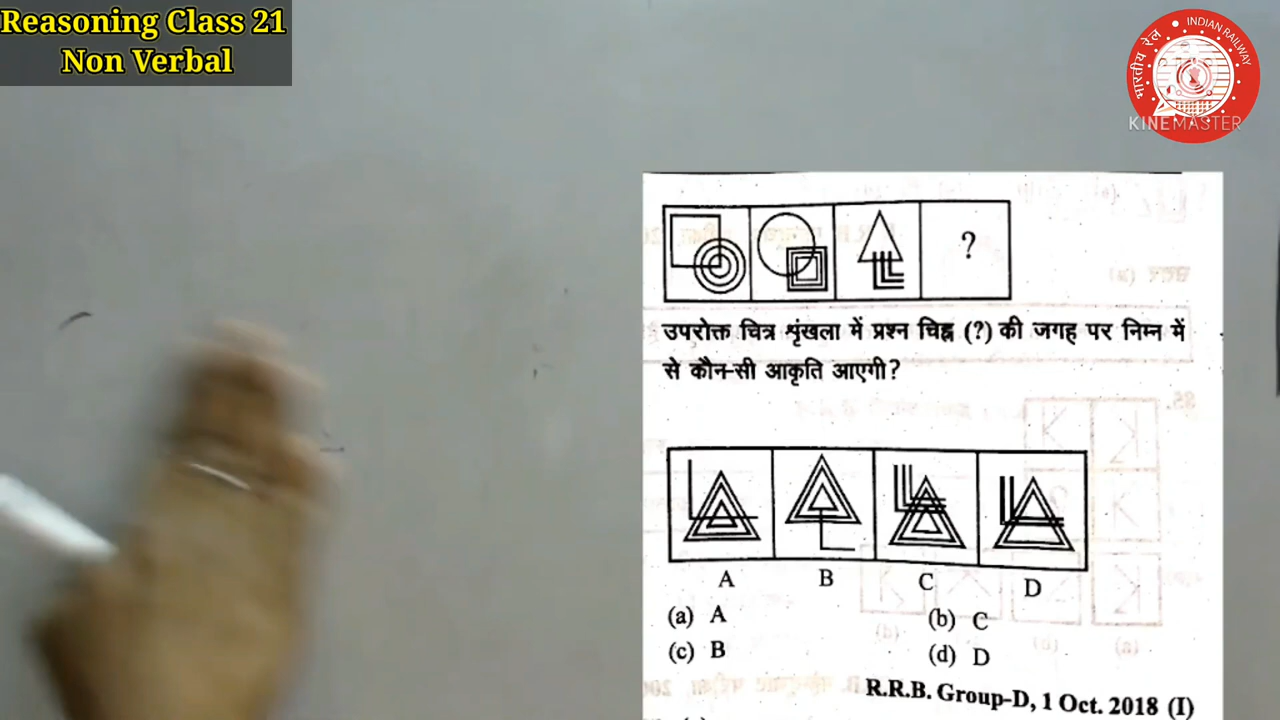 Reasoning Class 21
Non Verbal
भारतीय रेल
INDIAN RAILWAY
KINEMASTER
?
उपरोक्त चित्र शृंखला में प्रश्न चिह्न (?) की जगह पर निम्न में
से कौन-सी आकृति आएगी?
A B C D
(a) A (b) C
(c) B (d) D
R.R.B. Group-D, 1 Oct. 2018 (I)